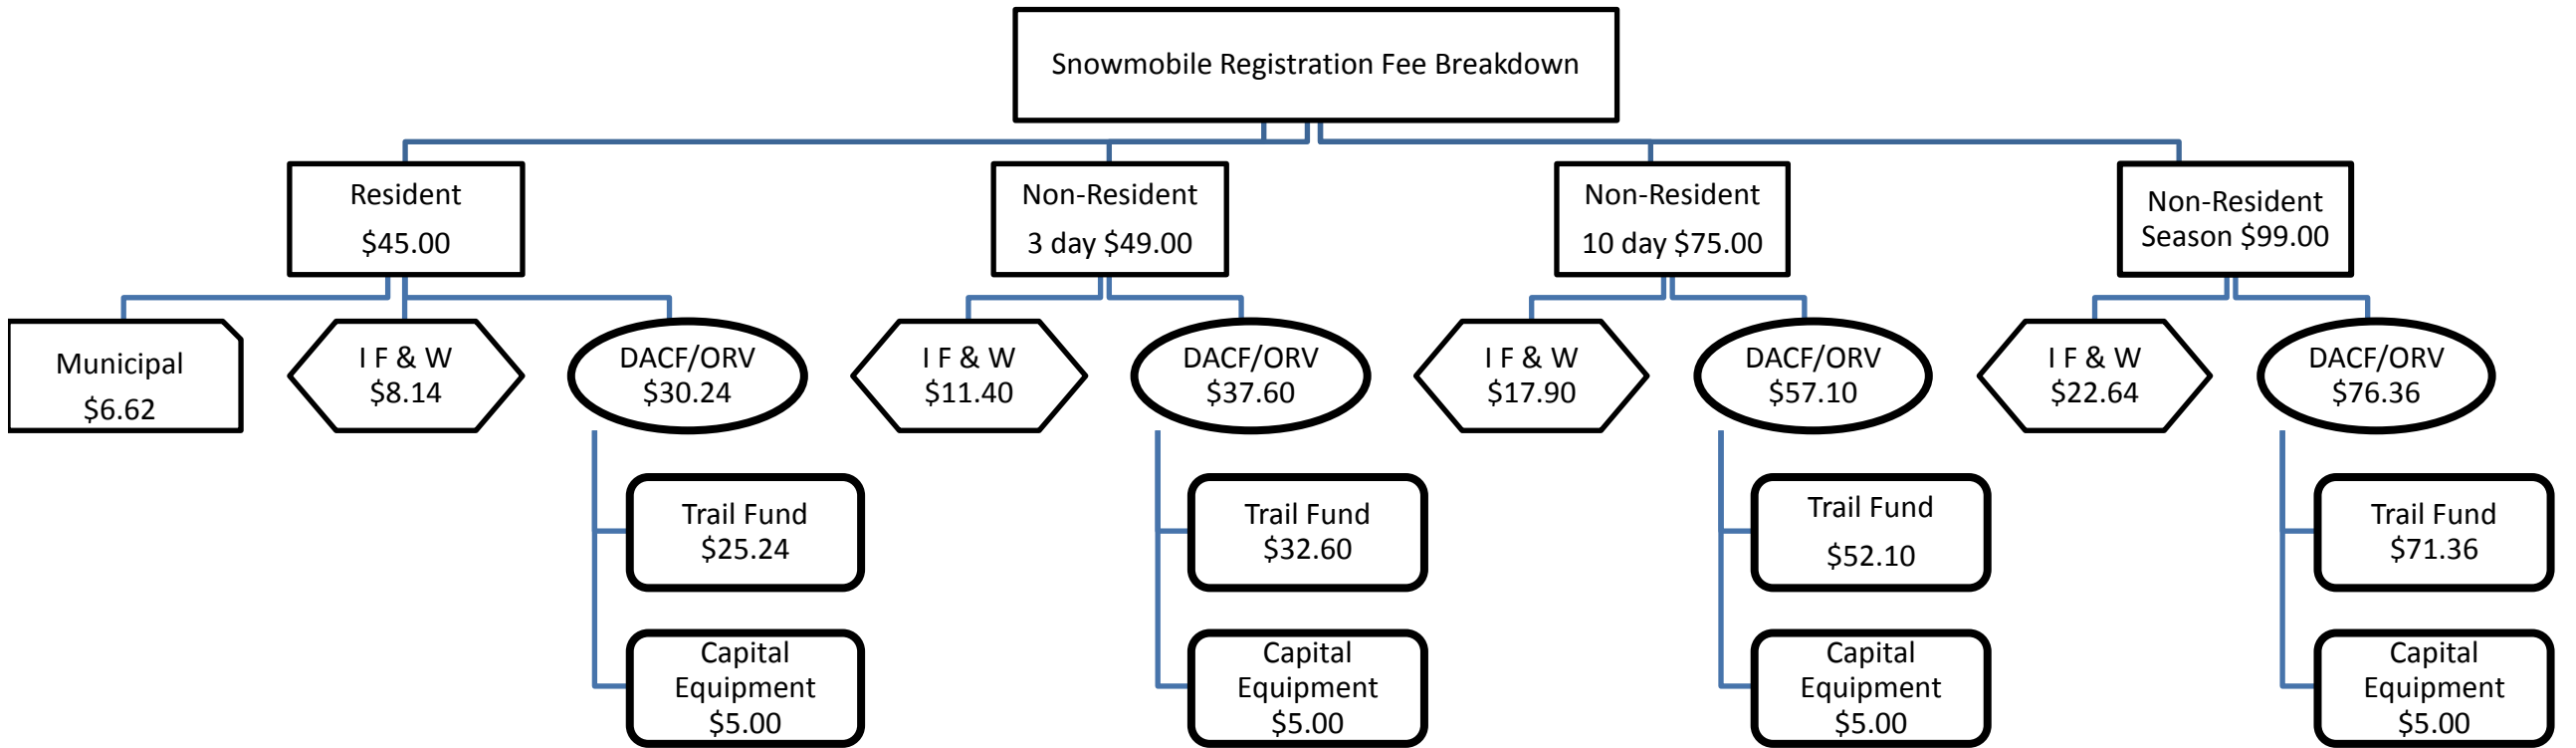 Snowmobile Registration Fee Breakdown
Resident
$45.00
Non-Resident
3 day $49.00
Non-Resident
10 day $75.00
Non-Resident
Season $99.00
Municipal
$6.62
I F & W
$8.14
DACF/ORV
$30.24
I F & W
$11.40
DACF/ORV
$37.60
I F & W
$17.90
DACF/ORV
$57.10
I F & W
$22.64
DACF/ORV
$76.36
Trail Fund
$25.24
Trail Fund
$32.60
Trail Fund
$52.10
Trail Fund
$71.36
Capital
Equipment
$5.00
Capital
Equipment
$5.00
Capital
Equipment
$5.00
Capital
Equipment
$5.00